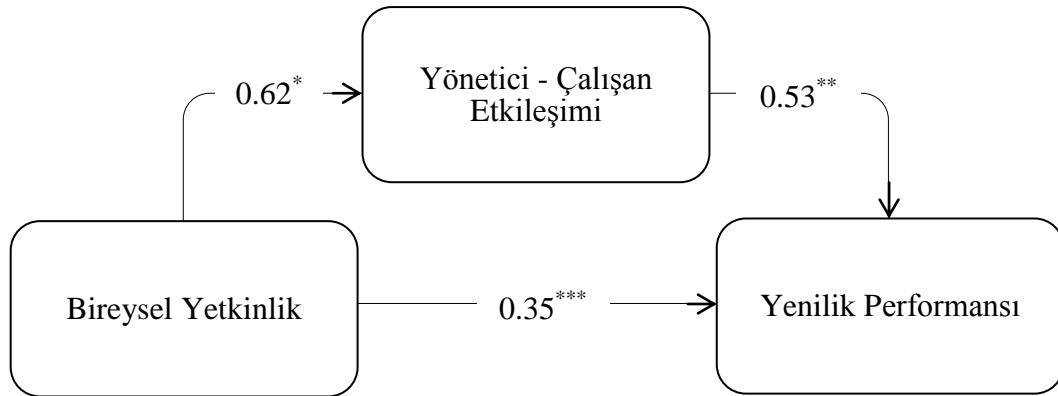 Yönetici - Çalışan
Etkileşimi
0.62*
0.53**
Bireysel Yetkinlik
0.35***
Yenilik Performansı